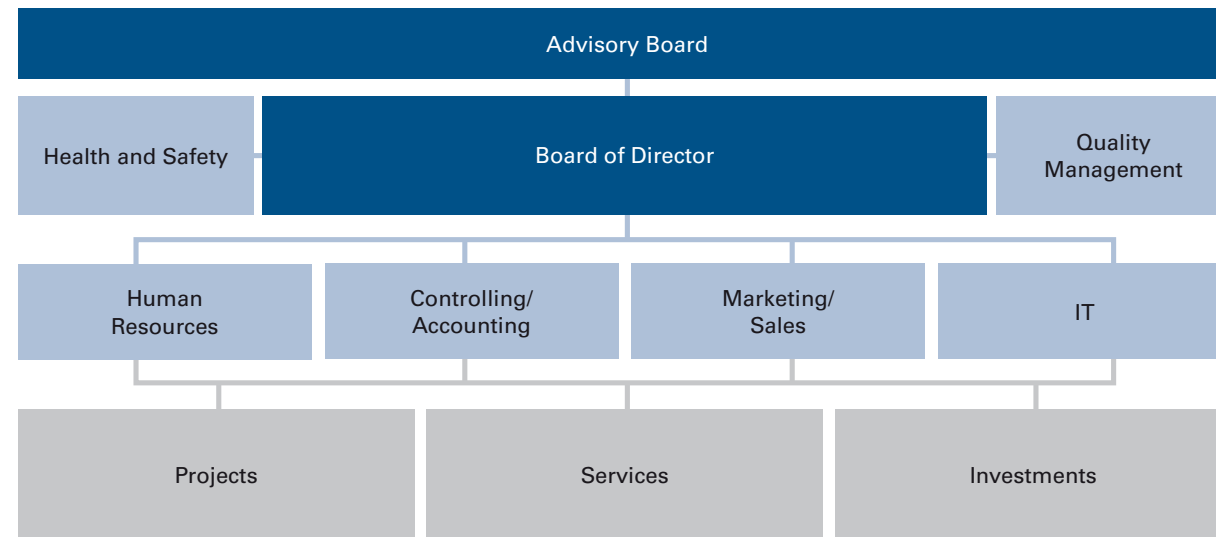 Advisory Board
Health and Safety
Board of Director
Quality
Management
Human
Resources
Controlling/
Accounting
Marketing/
Sales
IT
Projects
Services
Investments